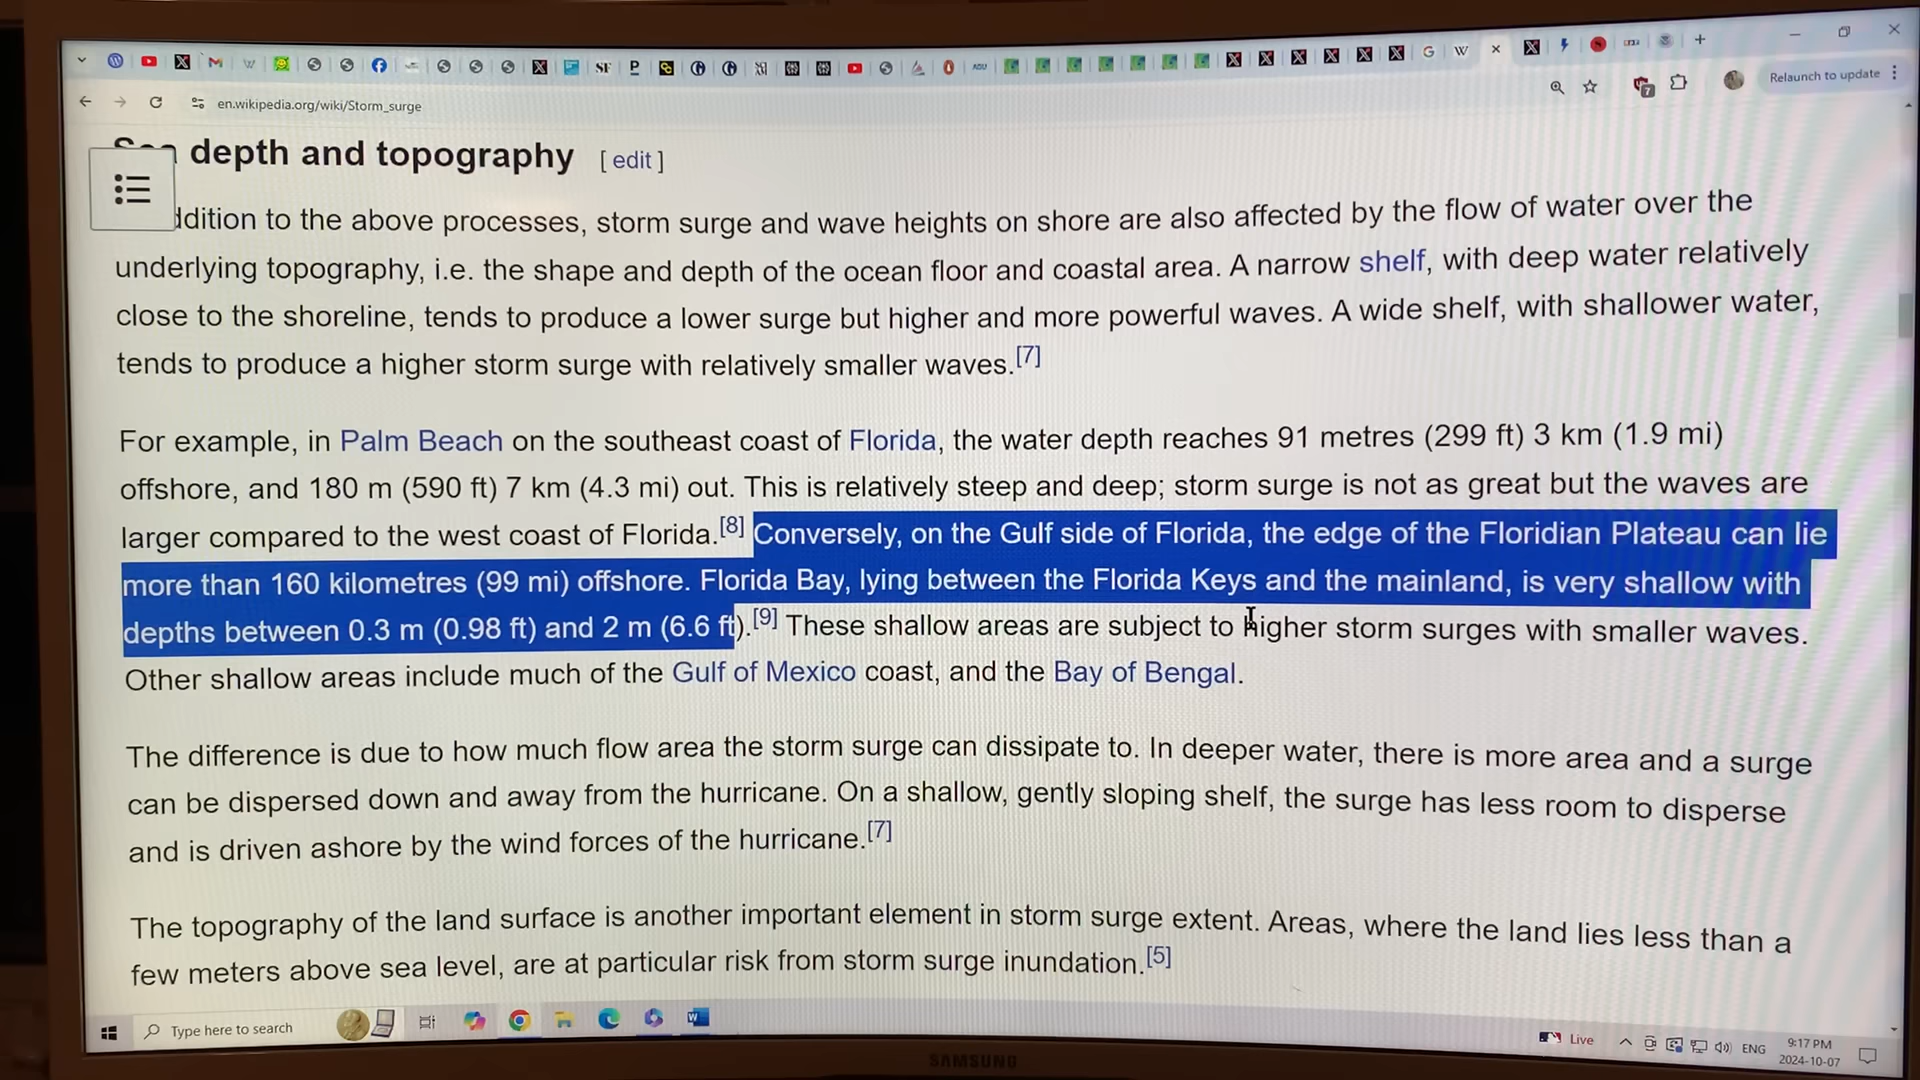 en.wikipedia.org/wiki/Storm_surge
Relaunch to update
7
depth and topography [ edit ]
ddition to the above processes, storm surge and wave heights on shore are also affected by the flow of water over the
underlying topography, i.e. the shape and depth of the ocean floor and coastal area. A narrow shelf, with deep water relatively
close to the shoreline, tends to produce a lower surge but higher and more powerful waves. A wide shelf, with shallower water,
tends to produce a higher storm surge with relatively smaller waves.[7]
For example, in Palm Beach on the southeast coast of Florida, the water depth reaches 91 metres (299 ft) 3 km (1.9 mi)
offshore, and 180 m (590 ft) 7 km (4.3 mi) out. This is relatively steep and deep; storm surge is not as great but the waves are
larger compared to the west coast of Florida.[8] Conversely, on the Gulf side of Florida, the edge of the Floridian Plateau can lie
more than 160 kilometres (99 mi) offshore. Florida Bay, lying between the Florida Keys and the mainland, is very shallow with
depths between 0.3 m (0.98 ft) and 2 m (6.6 ft).[9] These shallow areas are subject to higher storm surges with smaller waves.
Other shallow areas include much of the Gulf of Mexico coast, and the Bay of Bengal.
The difference is due to how much flow area the storm surge can dissipate to. In deeper water, there is more area and a surge
can be dispersed down and away from the hurricane. On a shallow, gently sloping shelf, the surge has less room to disperse
and is driven ashore by the wind forces of the hurricane.[7]
The topography of the land surface is another important element in storm surge extent. Areas, where the land lies less than a
few meters above sea level, are at particular risk from storm surge inundation.[5]
Type here to search
Live
ENG
9:17 PM
2024-10-07
SAMSUNG